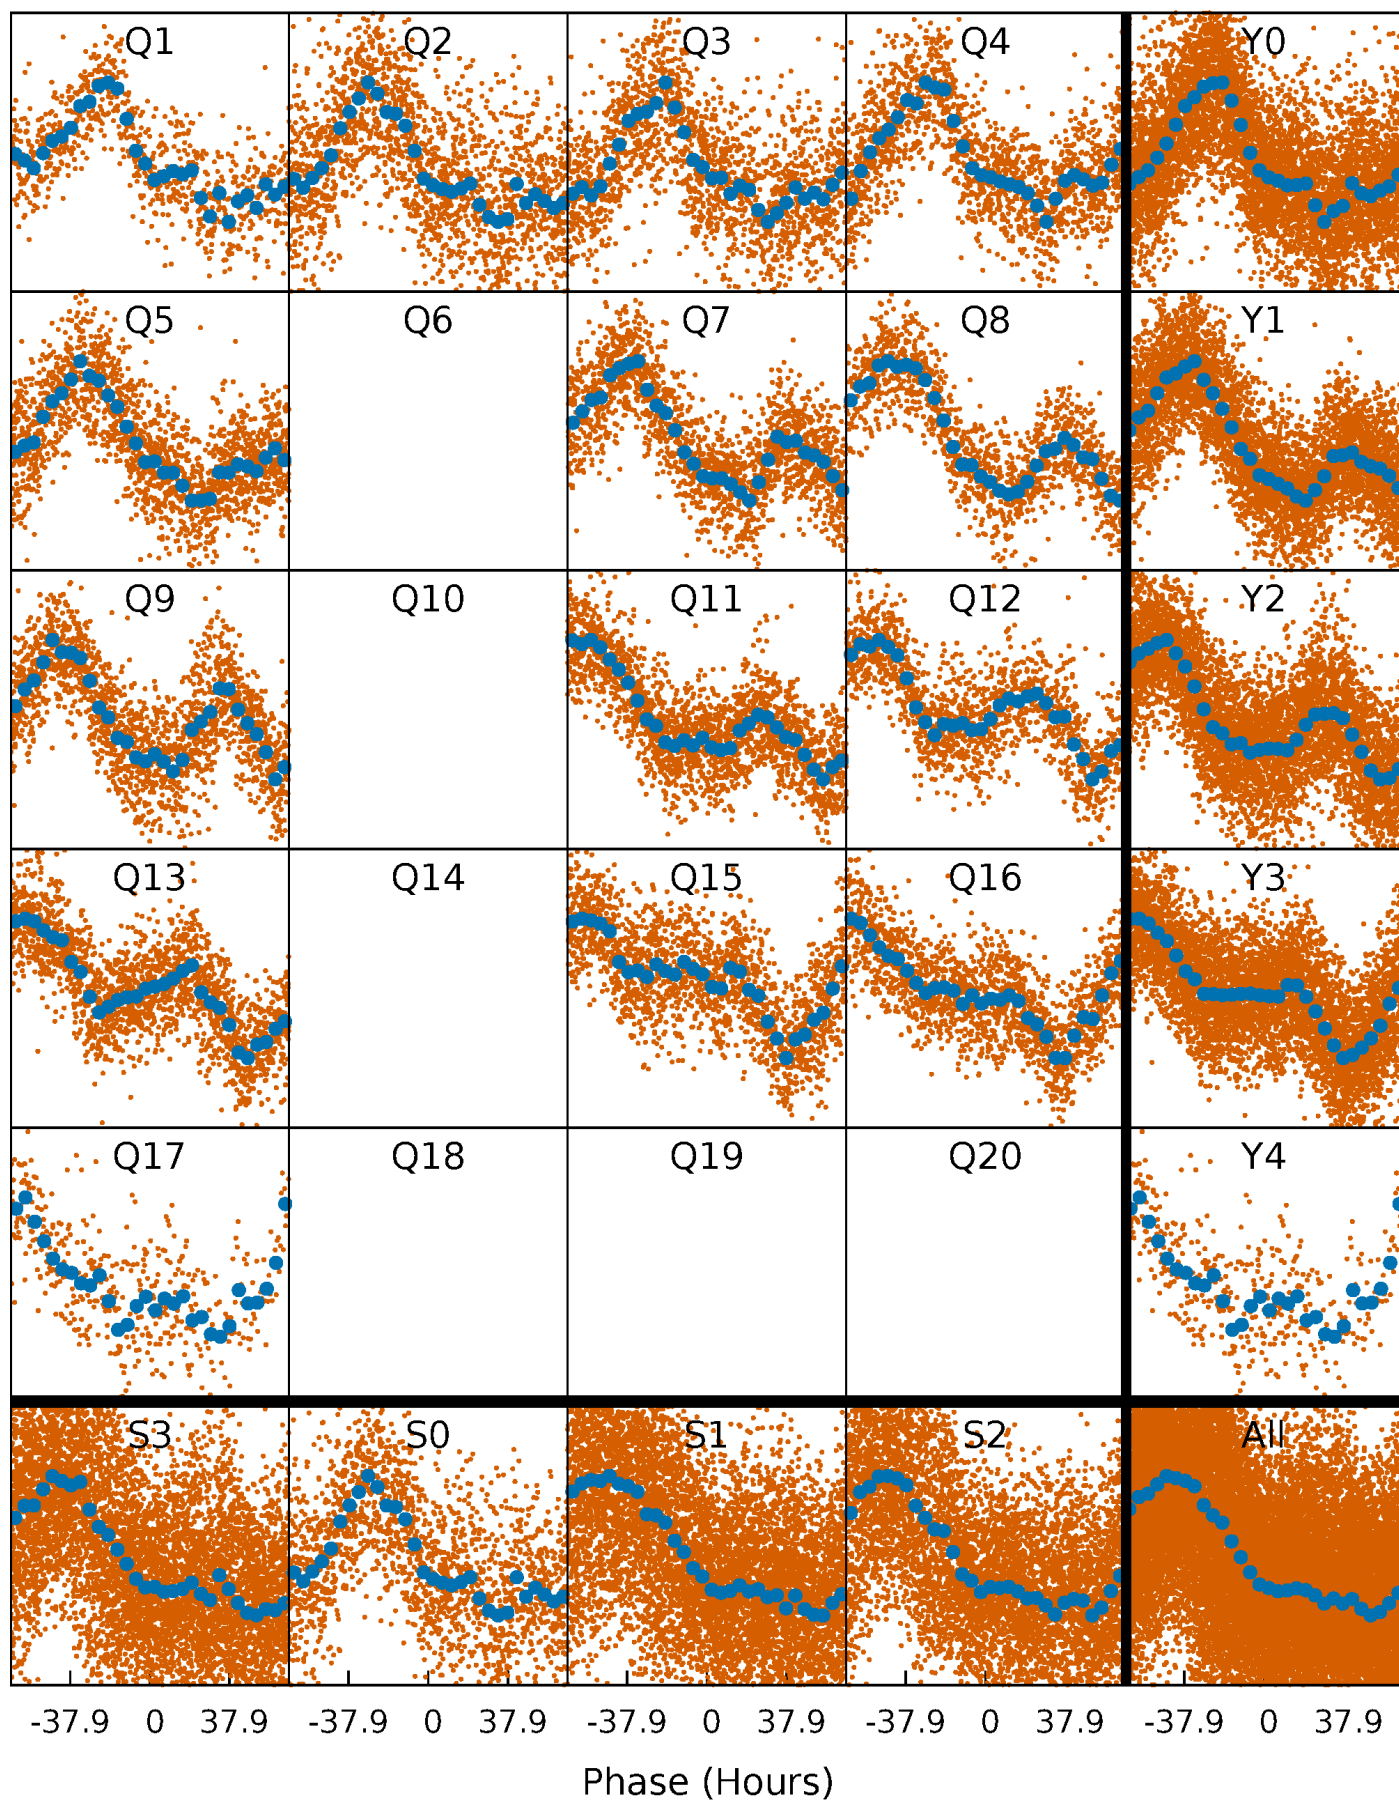 Q1 Q2 Q3 Q4 Y0
Q5 Q6 Q7 Q8 Y1
Q9 Q10 Q11 Q12 Y2
Q13 Q14 Q15 Q16 Y3
Q17 Q18 Q19 Q20 Y4
S3 S0 S1 S2 All
-37.9 0 37.9 -37.9 0 37.9 -37.9 0 37.9 -37.9 0 37.9 -37.9 0 37.9
Phase (Hours)